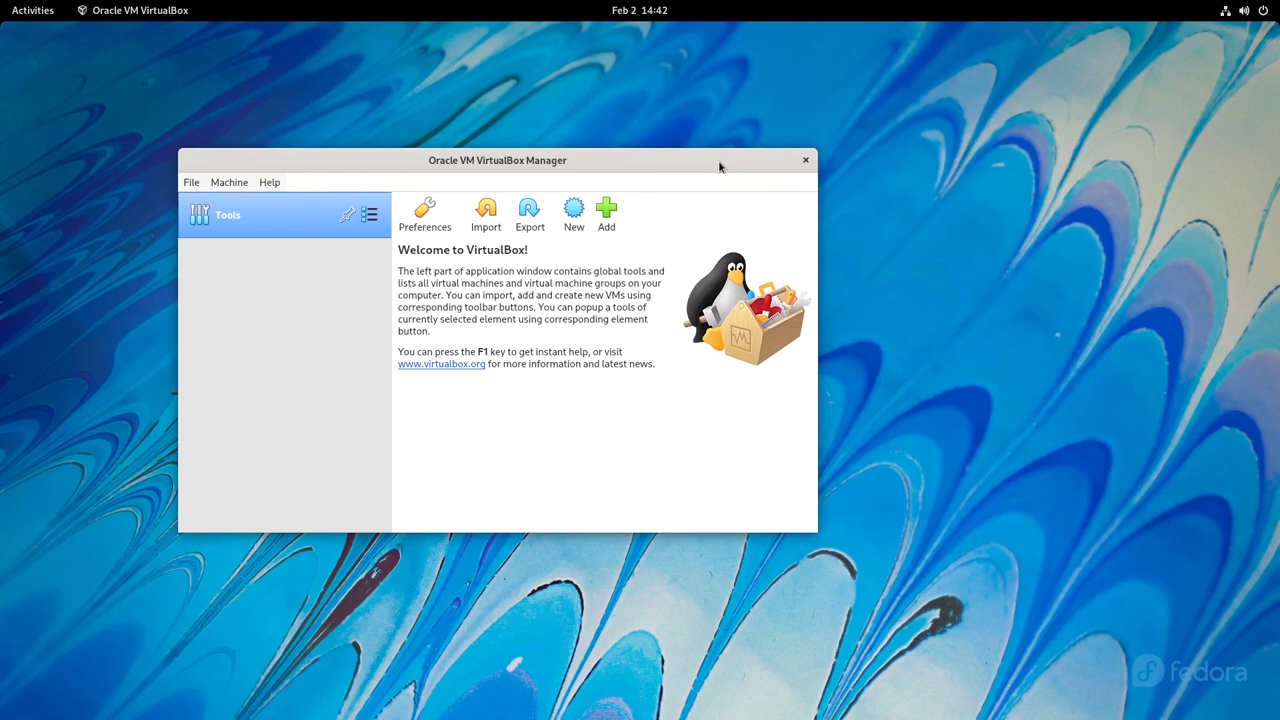 Activities
Oracle VM VirtualBox
Feb 2 14:42
Oracle VM VirtualBox Manager
File Machine Help
Tools
Preferences Import Export New Add
Welcome to VirtualBox!
The left part of application window contains global tools and
lists all virtual machines and virtual machine groups on your
computer. You can import, add and create new VMs using
corresponding toolbar buttons. You can popup a tools of
currently selected element using corresponding element
button.
You can press the F1 key to get instant help, or visit
www.virtualbox.org for more information and latest news.
fedora